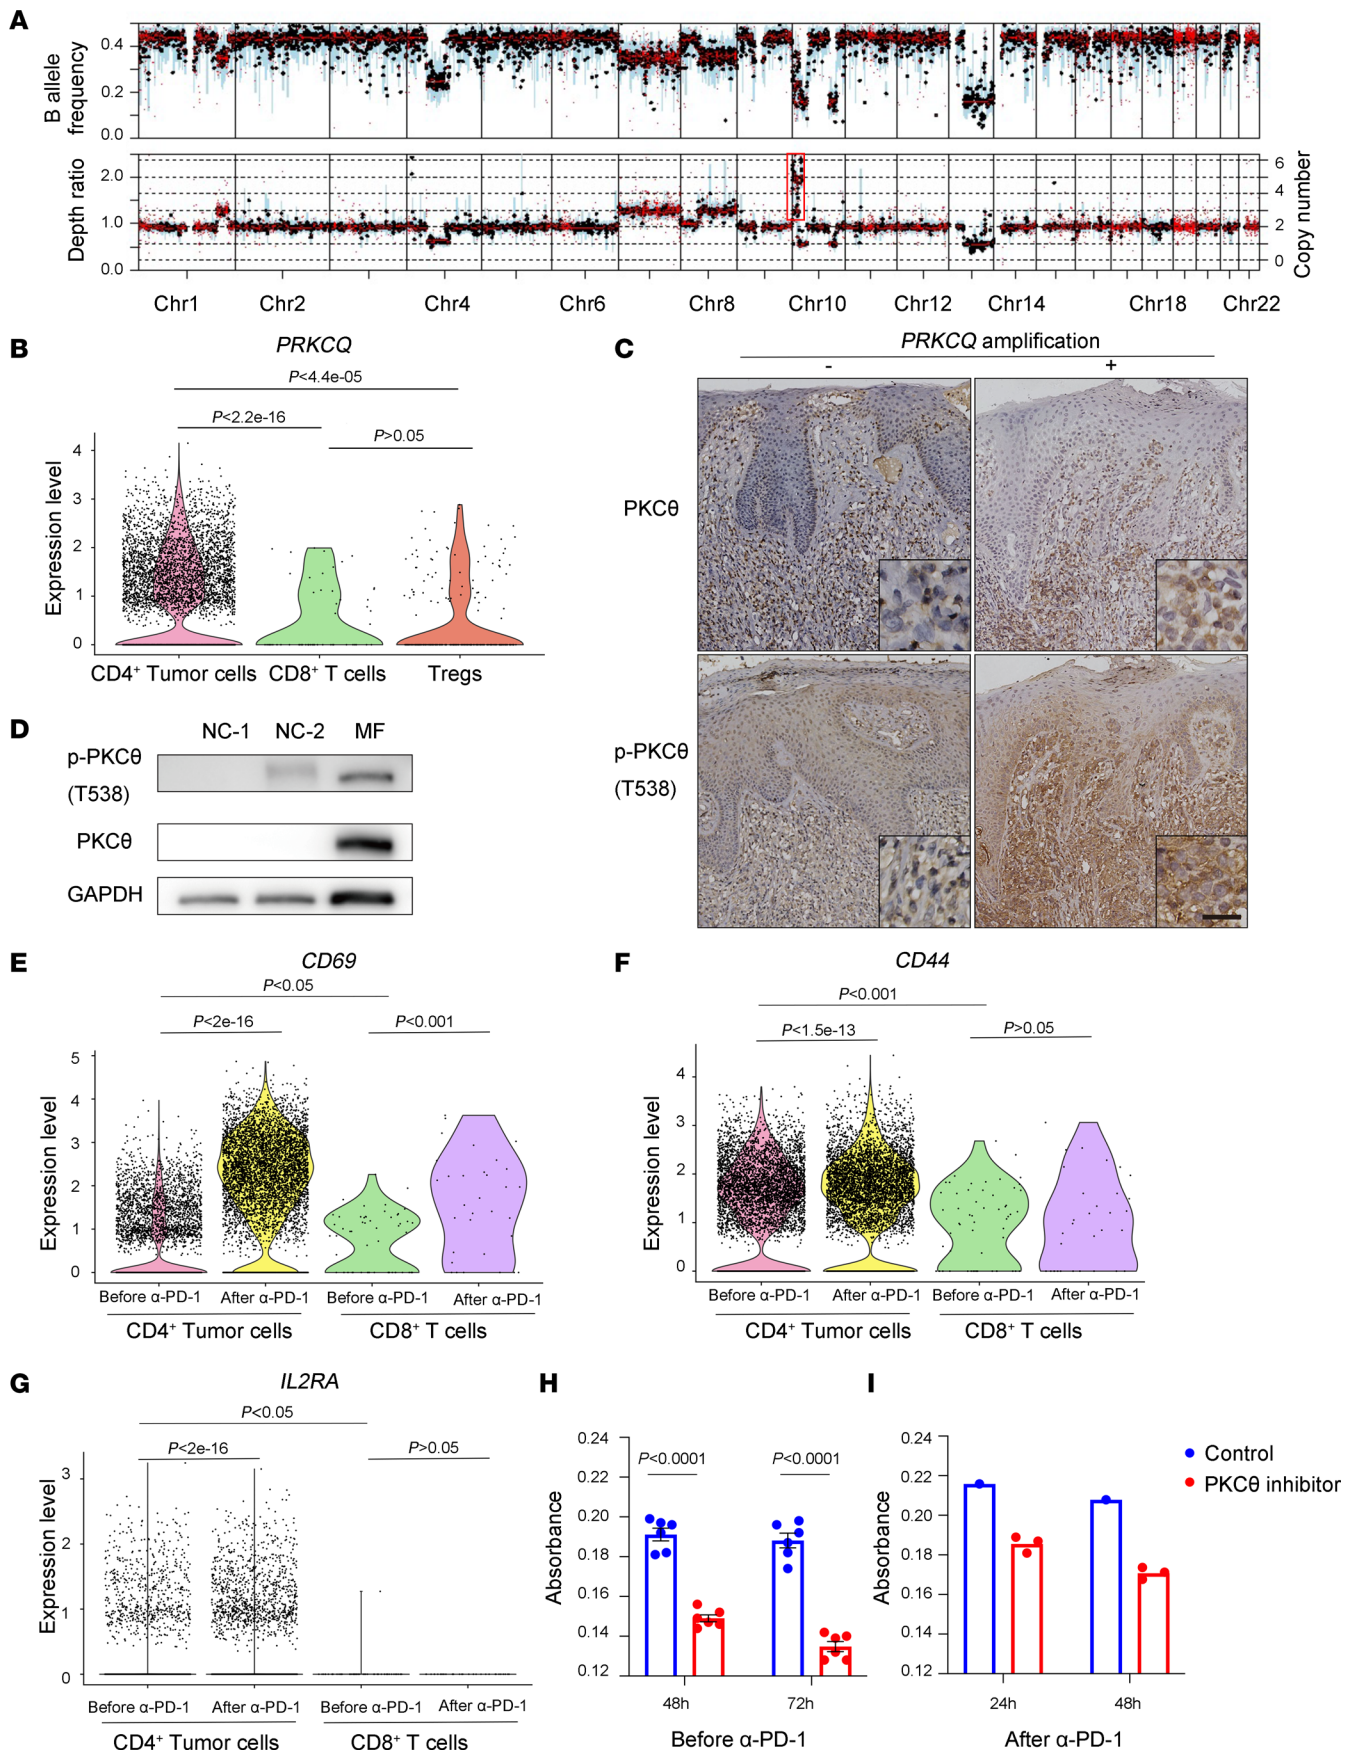 A
B allele
frequency
0.4
0.2
0.0
Depth ratio
2.0
1.0
0.0
6
4
2
0
Copy number
Chr1 Chr2 Chr4 Chr6 Chr8 Chr10 Chr12 Chr14 Chr18 Chr22
B
PRKCQ
P<4.4e-05
P<2.2e-16
P>0.05
Expression level
4
3
2
1
0
CD4+ Tumor cells CD8+ T cells Tregs
C
PRKCQ amplification
- +
PKCθ
p-PKCθ
(T538)
D
NC-1 NC-2 MF
p-PKCθ
(T538)
PKCθ
GAPDH
E
CD69
P<0.05
P<2e-16 P<0.001
Expression level
5
4
3
2
1
0
Before α-PD-1 After α-PD-1 Before α-PD-1 After α-PD-1
CD4+ Tumor cells CD8+ T cells
F
CD44
P<0.001
P<1.5e-13 P>0.05
Expression level
4
3
2
1
0
Before α-PD-1 After α-PD-1 Before α-PD-1 After α-PD-1
CD4+ Tumor cells CD8+ T cells
G
IL2RA
P<0.05
P<2e-16 P>0.05
Expression level
3
2
1
0
Before α-PD-1 After α-PD-1 Before α-PD-1 After α-PD-1
CD4+ Tumor cells CD8+ T cells
H
Absorbance
0.24
0.22
0.20
0.18
0.16
0.14
0.12
P<0.0001 P<0.0001
48h 72h
Before α-PD-1
I
Absorbance
0.24
0.22
0.20
0.18
0.16
0.14
0.12
24h 48h
After α-PD-1
Control
PKCθ inhibitor